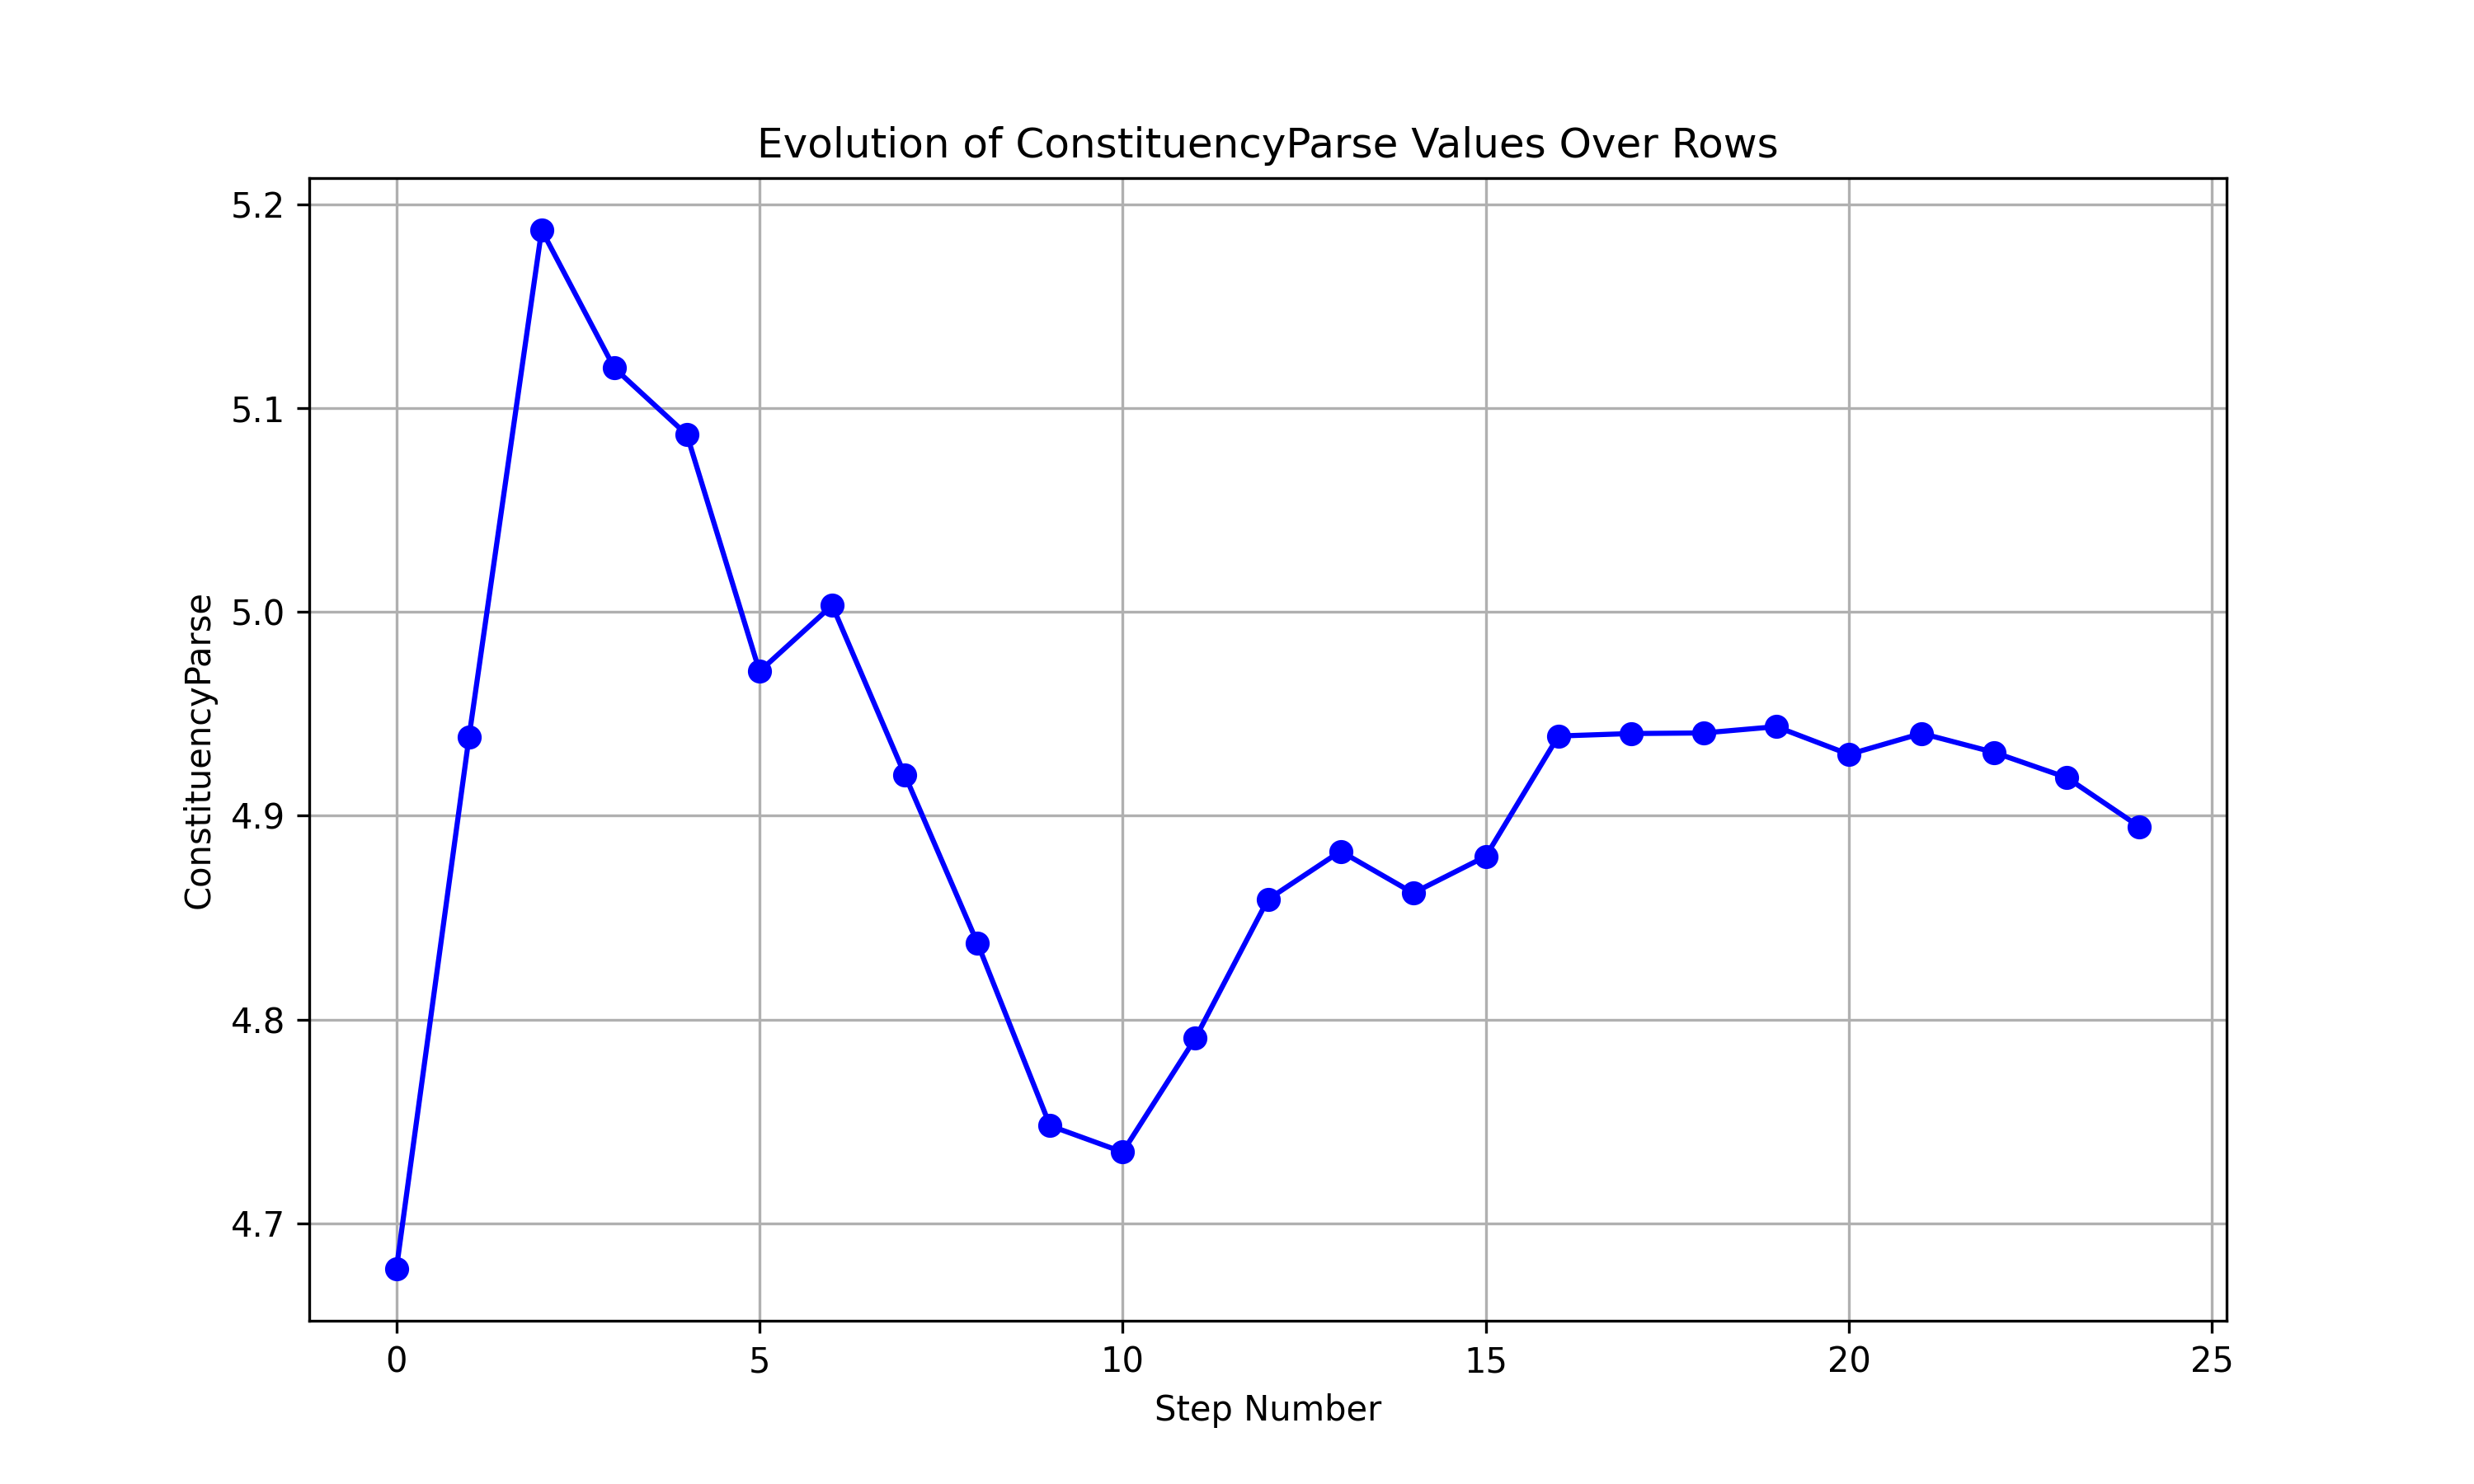 Evolution of ConstituencyParse Values Over Rows
5.2
5.1
5.0
4.9
4.8
4.7
ConstituencyParse
0 5 10 15 20 25
Step Number